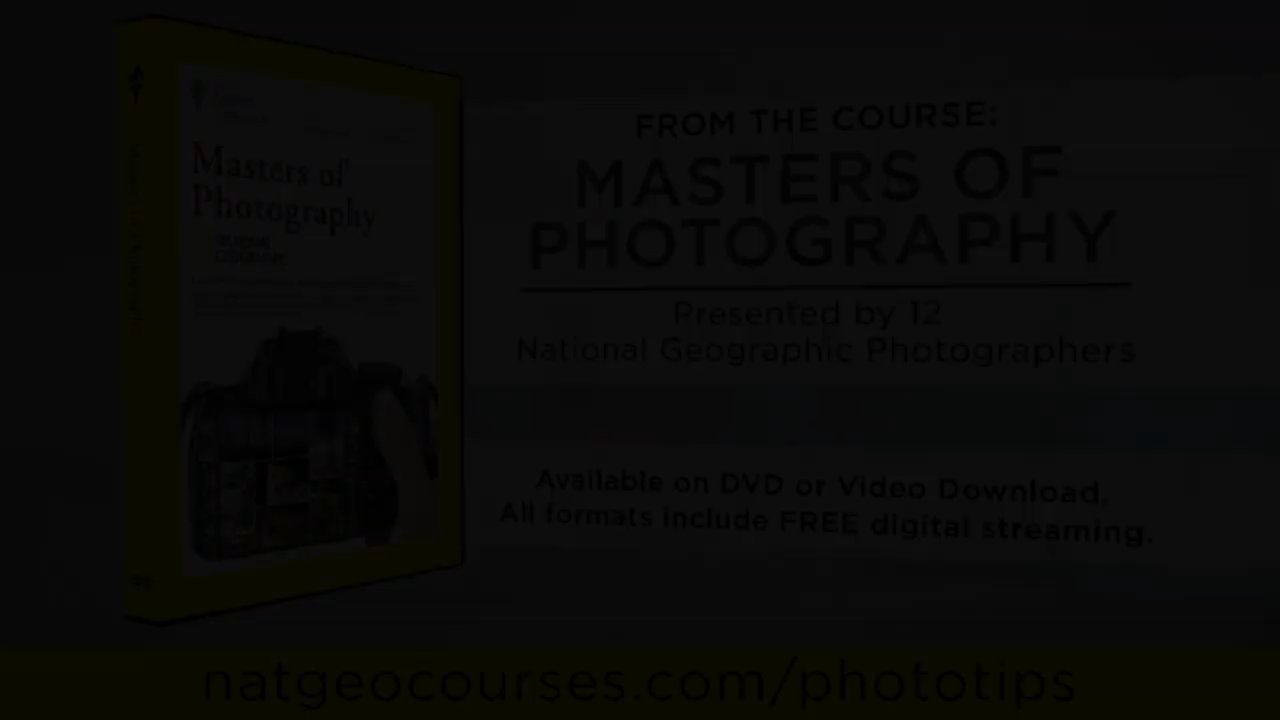 Masters of
Photography
FROM THE COURSE:
MASTERS OF
PHOTOGRAPHY
Presented by 12
National Geographic Photographers
Available on DVD or Video Download.
All formats include FREE digital streaming.
natgeocourses.com/phototips